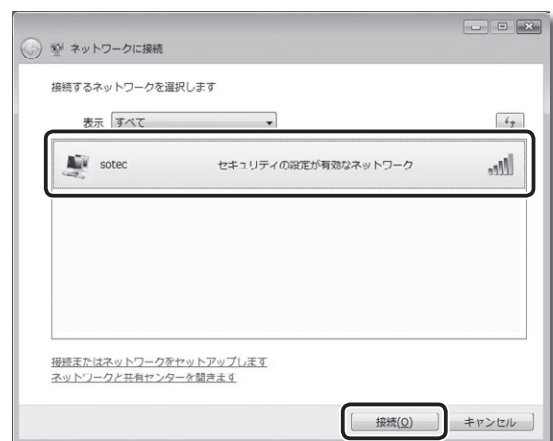 ネットワークに接続
接続するネットワークを選択します
表示 すべて
sotec セキュリティの設定が有効なネットワーク
接続またはネットワークをセットアップします
ネットワークと共有センターを開きます
接続(O) キャンセル